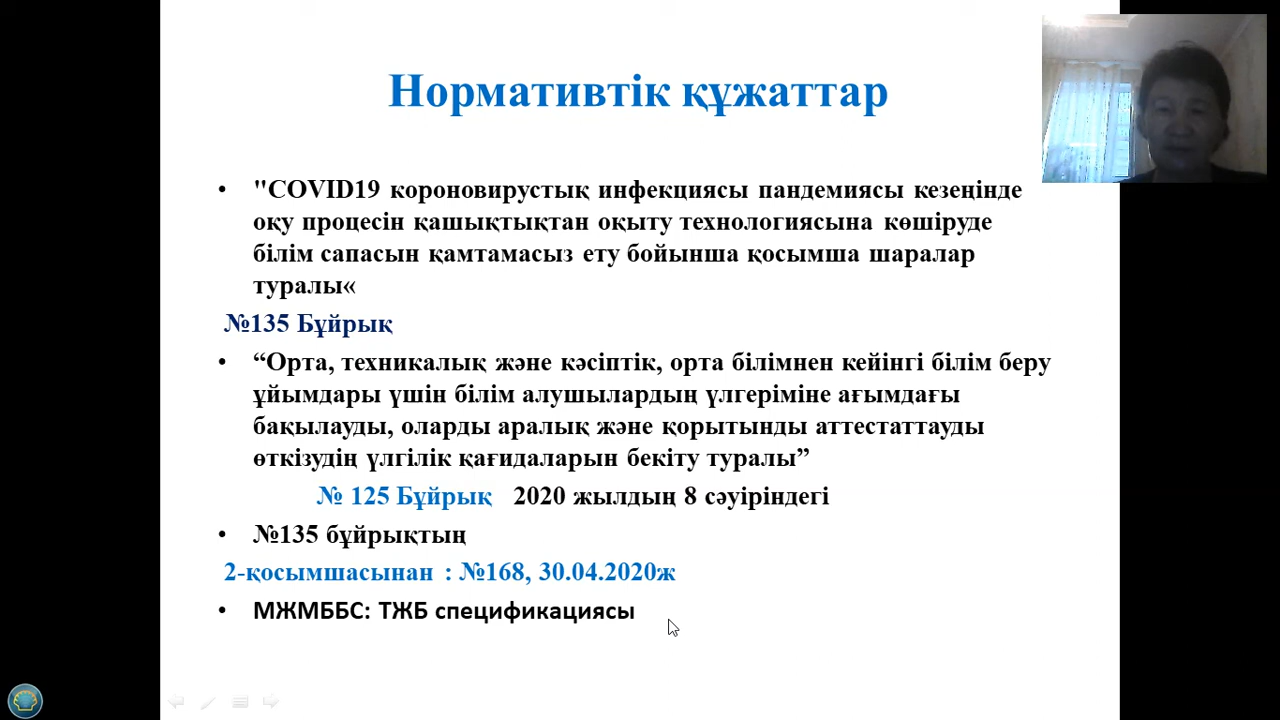 Нормативтік құжаттар
• "COVID19 короновирустық инфекциясы пандемиясы кезеңінде
оқу процесін қашықтықтан оқыту технологиясына көшіруде
білім сапасын қамтамасыз ету бойынша қосымша шаралар
туралы«
№135 Бұйрық
• “Орта, техникалық және кәсіптік, орта білімнен кейінгі білім беру
ұйымдары үшін білім алушылардың үлгеріміне ағымдағы
бақылауды, оларды аралық және қорытынды аттестаттауды
өткізудің үлгілік қағидаларын бекіту туралы”
№ 125 Бұйрық 2020 жылдың 8 сәуіріндегі
• №135 бұйрықтың
2-қосымшасынан : №168, 30.04.2020ж
• МЖМББС: ТЖБ спецификациясы